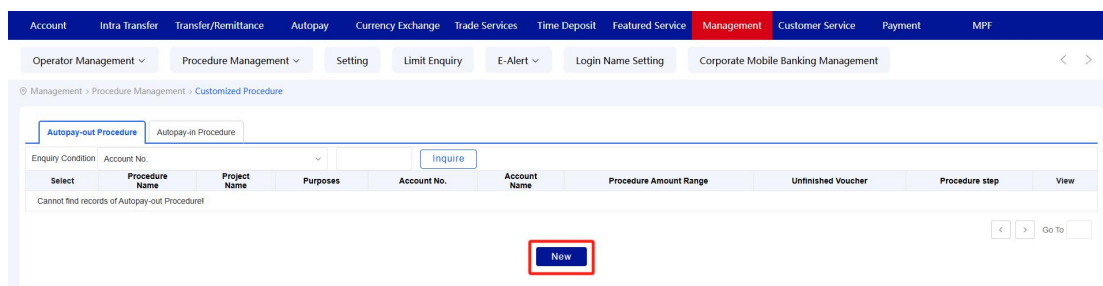 Account Intra Transfer Transfer/Remittance Autopay Currency Exchange Trade Services Time Deposit Featured Service Management Customer Service Payment MPF
Operator Management Procedure Management Setting Limit Enquiry E-Alert Login Name Setting Corporate Mobile Banking Management
Management > Procedure Management > Customized Procedure
Autopay-out Procedure Autopay-in Procedure
Enquiry Condition Account No. Inquire
Select Procedure Name Project Name Purposes Account No. Account Name Procedure Amount Range Unfinished Voucher Procedure step View
Cannot find records of Autopay-out Procedure!
< > Go To
New